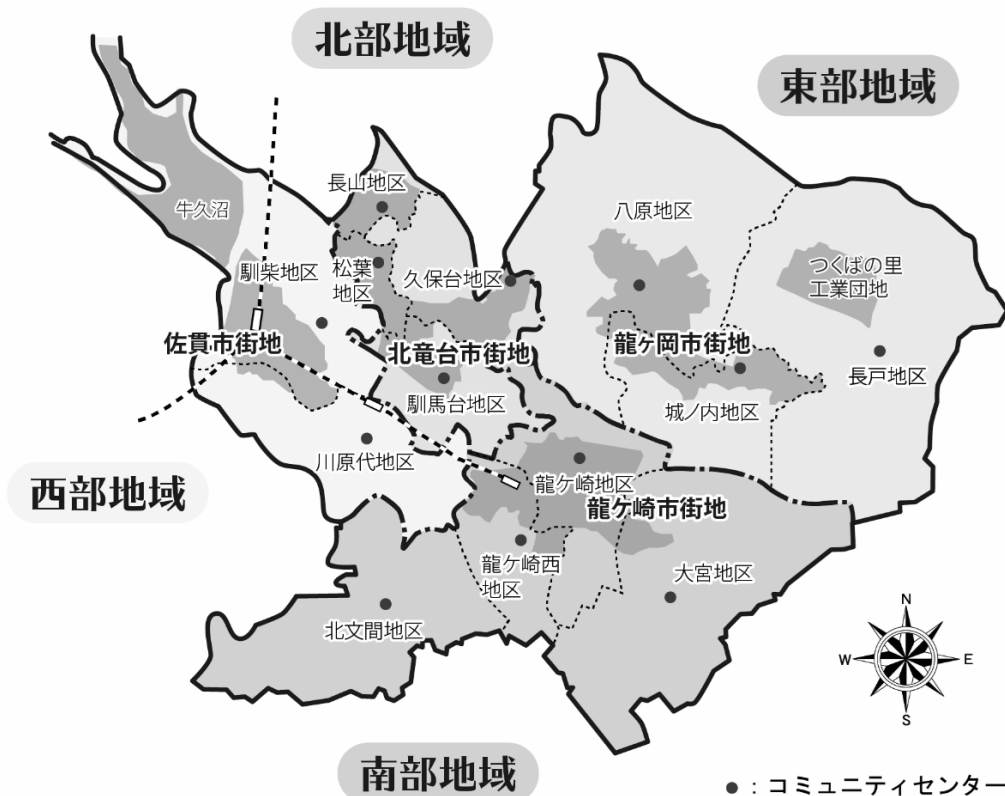 北部地域
東部地域
長山地区
牛久沼
八原地区
馴柴地区
松葉
地区
久保台地区
つくばの里
工業団地
佐貫市街地
北竜台市街地
龍ヶ岡市街地
長戸地区
馴馬台地区
城ノ内地区
川原代地区
西部地域
龍ケ崎地区
龍ケ崎市街地
龍ケ崎西
地区
大宮地区
北文間地区
N
W
E
S
南部地域
●：コミュニティセンター